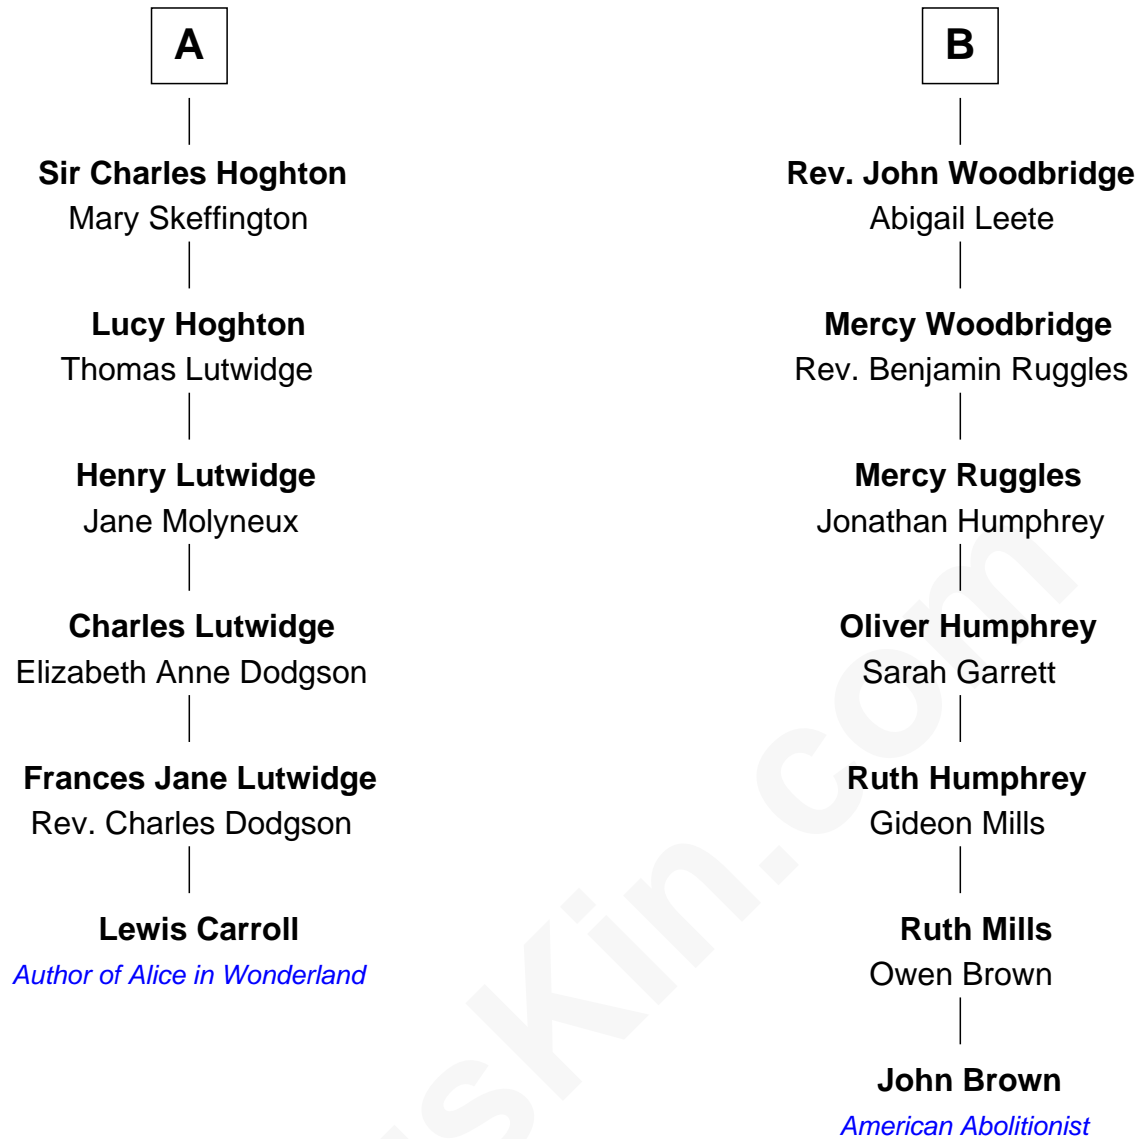 A
Sir Charles Hoghton
Mary Skeffington
Lucy Hoghton
Thomas Lutwidge
Henry Lutwidge
Jane Molyneux
Charles Lutwidge
Elizabeth Anne Dodgson
Frances Jane Lutwidge
Rev. Charles Dodgson
Lewis Carroll
Author of Alice in Wonderland
B
Rev. John Woodbridge
Abigail Leete
Mercy Woodbridge
Rev. Benjamin Ruggles
Mercy Ruggles
Jonathan Humphrey
Oliver Humphrey
Sarah Garrett
Ruth Humphrey
Gideon Mills
Ruth Mills
Owen Brown
John Brown
American Abolitionist